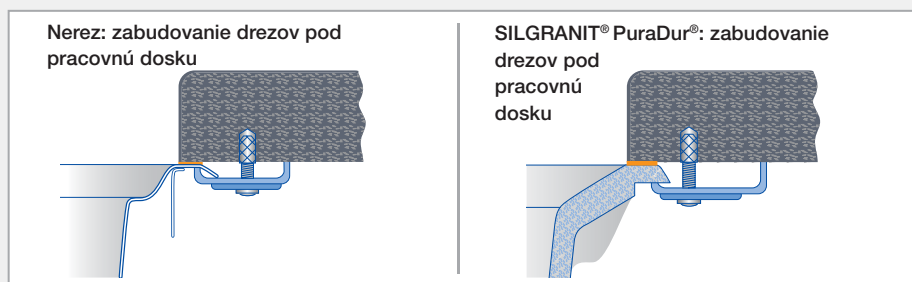 Nerez: zabudovanie drezov pod
pracovnú dosku
SILGRANIT® PuraDur®: zabudovanie
drezov pod
pracovnú
dosku